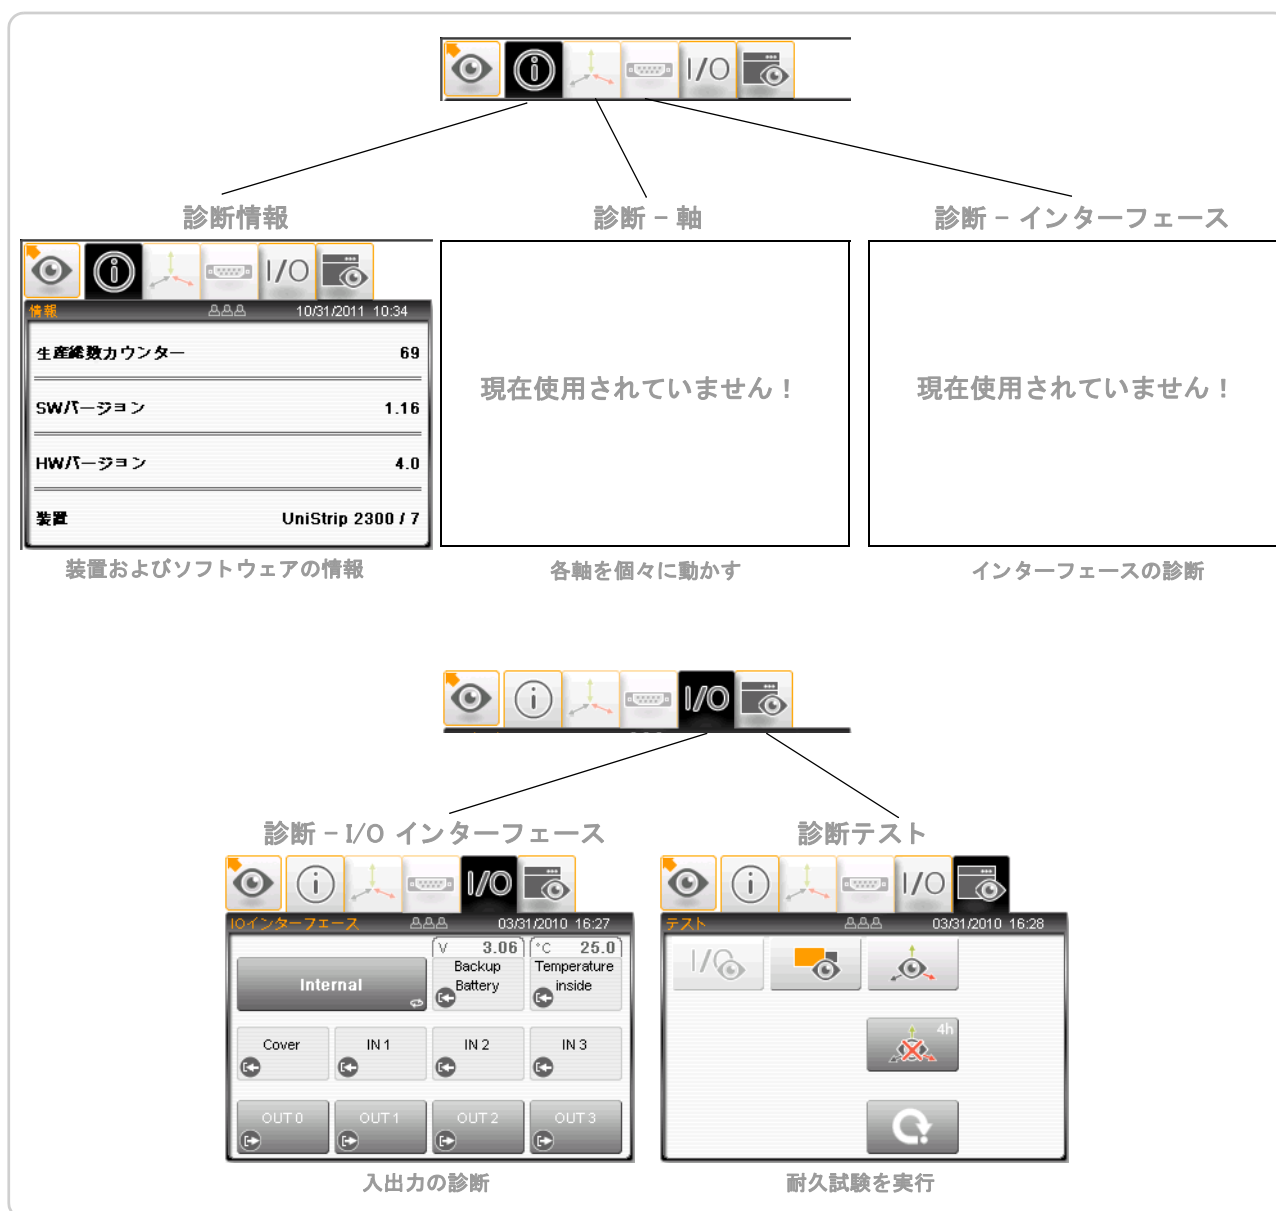 I/O
診断情報
診断 – 軸
診断 – インターフェース
I/O
情報 10/31/2011 10:34
生産総数カウンター 69
SWバージョン 1.16
HWバージョン 4.0
装置 UniStrip 2300 / 7
現在使用されていません！
現在使用されていません！
装置およびソフトウェアの情報
各軸を個々に動かす
インターフェースの診断
I/O
診断 – I/O インターフェース
診断テスト
I/O
IOインターフェース 03/31/2010 16:27
V 3.06 °C 25.0
Internal
Backup
Battery
Temperature
inside
Cover IN 1 IN 2 IN 3
OUT 0 OUT 1 OUT 2 OUT 3
I/O
テスト 03/31/2010 16:28
I/O
4h
入出力の診断
耐久試験を実行